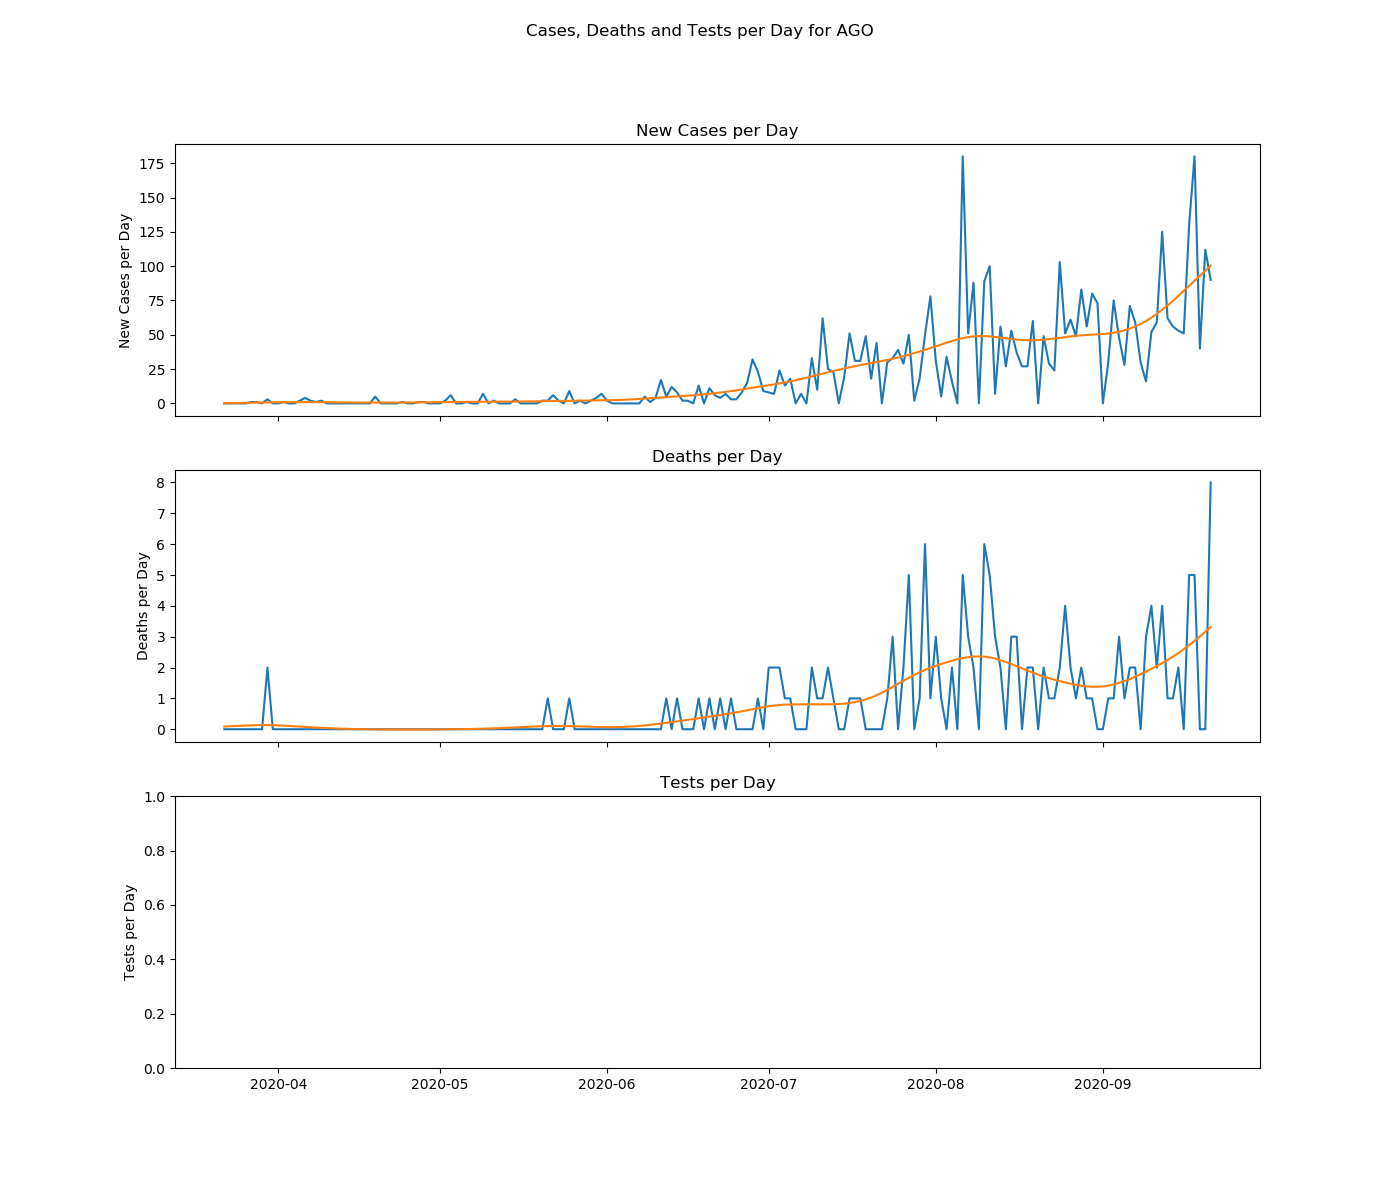 Cases, Deaths and Tests per Day for AGO
New Cases per Day
New Cases per Day
175
150
125
100
75
50
25
0
Deaths per Day
Deaths per Day
8
7
6
5
4
3
2
1
0
Tests per Day
Tests per Day
1.0
0.8
0.6
0.4
0.2
0.0
2020-04 2020-05 2020-06 2020-07 2020-08 2020-09